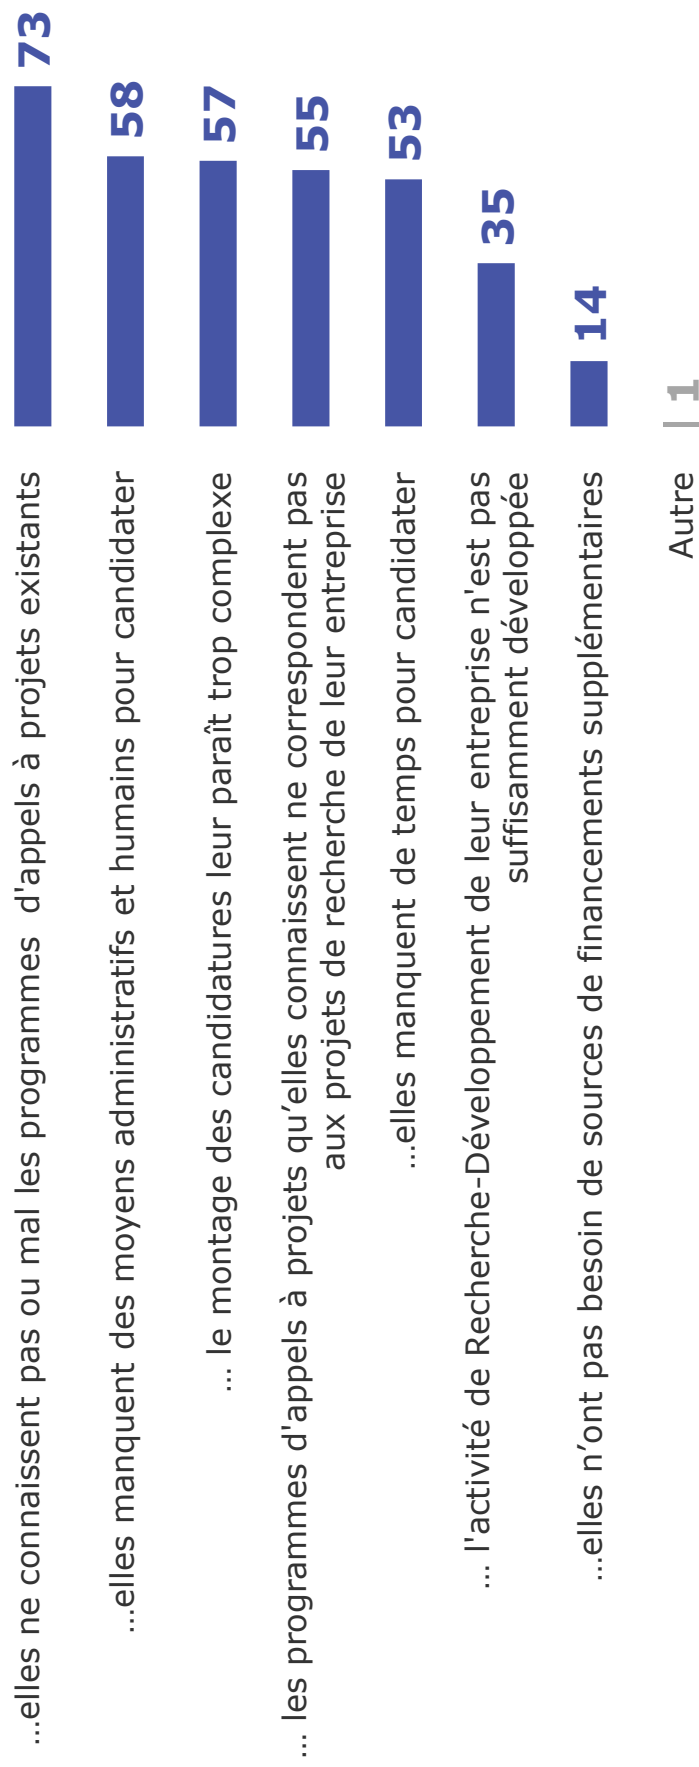 ...elles ne connaissent pas ou mal les programmes  d'appels à projets existants
73
...elles manquent des moyens administratifs et humains pour candidater
58
... le montage des candidatures leur paraît trop complexe
57
... les programmes d'appels à projets qu’elles connaissent ne correspondent pas
aux projets de recherche de leur entreprise
55
...elles manquent de temps pour candidater
53
... l'activité de Recherche-Développement de leur entreprise n'est pas
suffisamment développée
35
...elles n’ont pas besoin de sources de financements supplémentaires
14
Autre
1